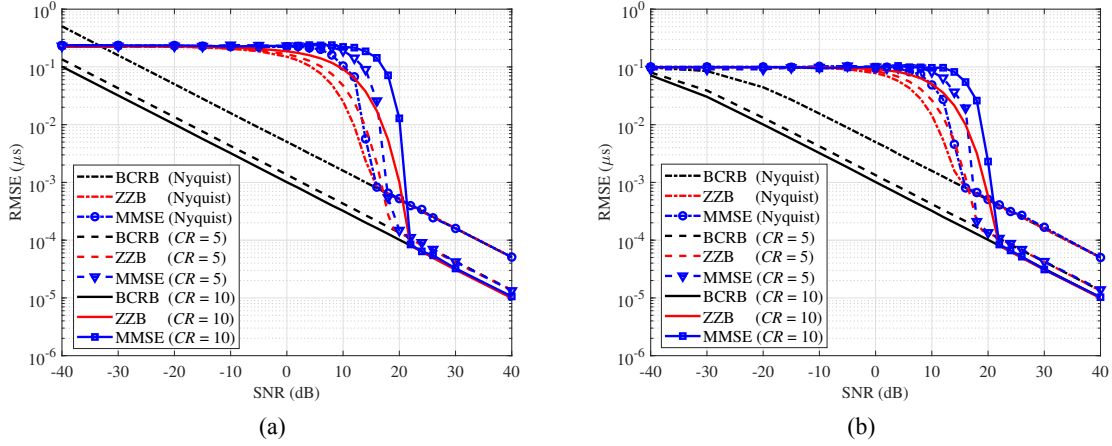 10^0
10^-1
10^-2
10^-3
10^-4
10^-5
10^-6
RMSE (μs)
BCRB (Nyquist)
ZZB (Nyquist)
MMSE (Nyquist)
BCRB (CR = 5)
ZZB (CR = 5)
MMSE (CR = 5)
BCRB (CR = 10)
ZZB (CR = 10)
MMSE (CR = 10)
-40 -30 -20 -10 0 10 20 30 40
SNR (dB)
(a)
10^0
10^-1
10^-2
10^-3
10^-4
10^-5
10^-6
RMSE (μs)
BCRB (Nyquist)
ZZB (Nyquist)
MMSE (Nyquist)
BCRB (CR = 5)
ZZB (CR = 5)
MMSE (CR = 5)
BCRB (CR = 10)
ZZB (CR = 10)
MMSE (CR = 10)
-40 -30 -20 -10 0 10 20 30 40
SNR (dB)
(b)